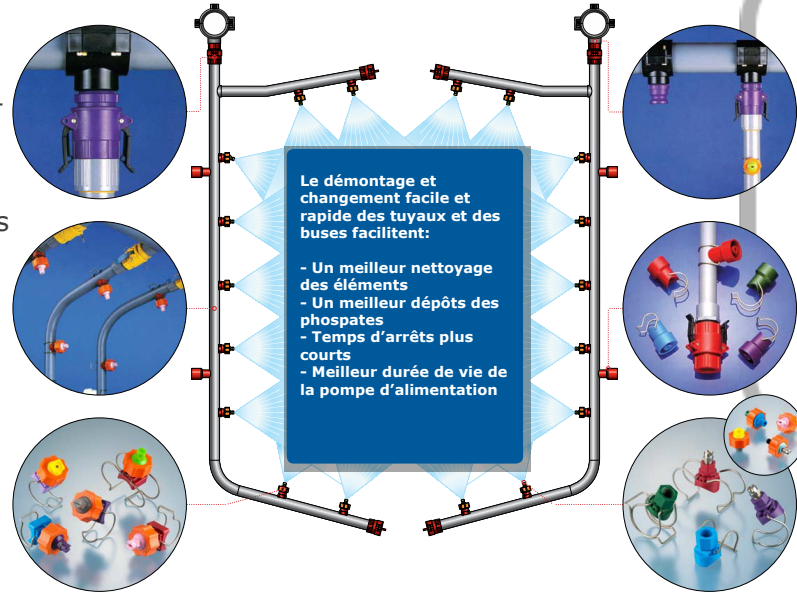 s
Le démontage et
changement facile et
rapide des tuyaux et des
buses facilitent:
- Un meilleur nettoyage
des éléments
- Un meilleur dépôts des
phospates
- Temps d’arrêts plus
courts
- Meilleur durée de vie de
la pompe d’alimentation